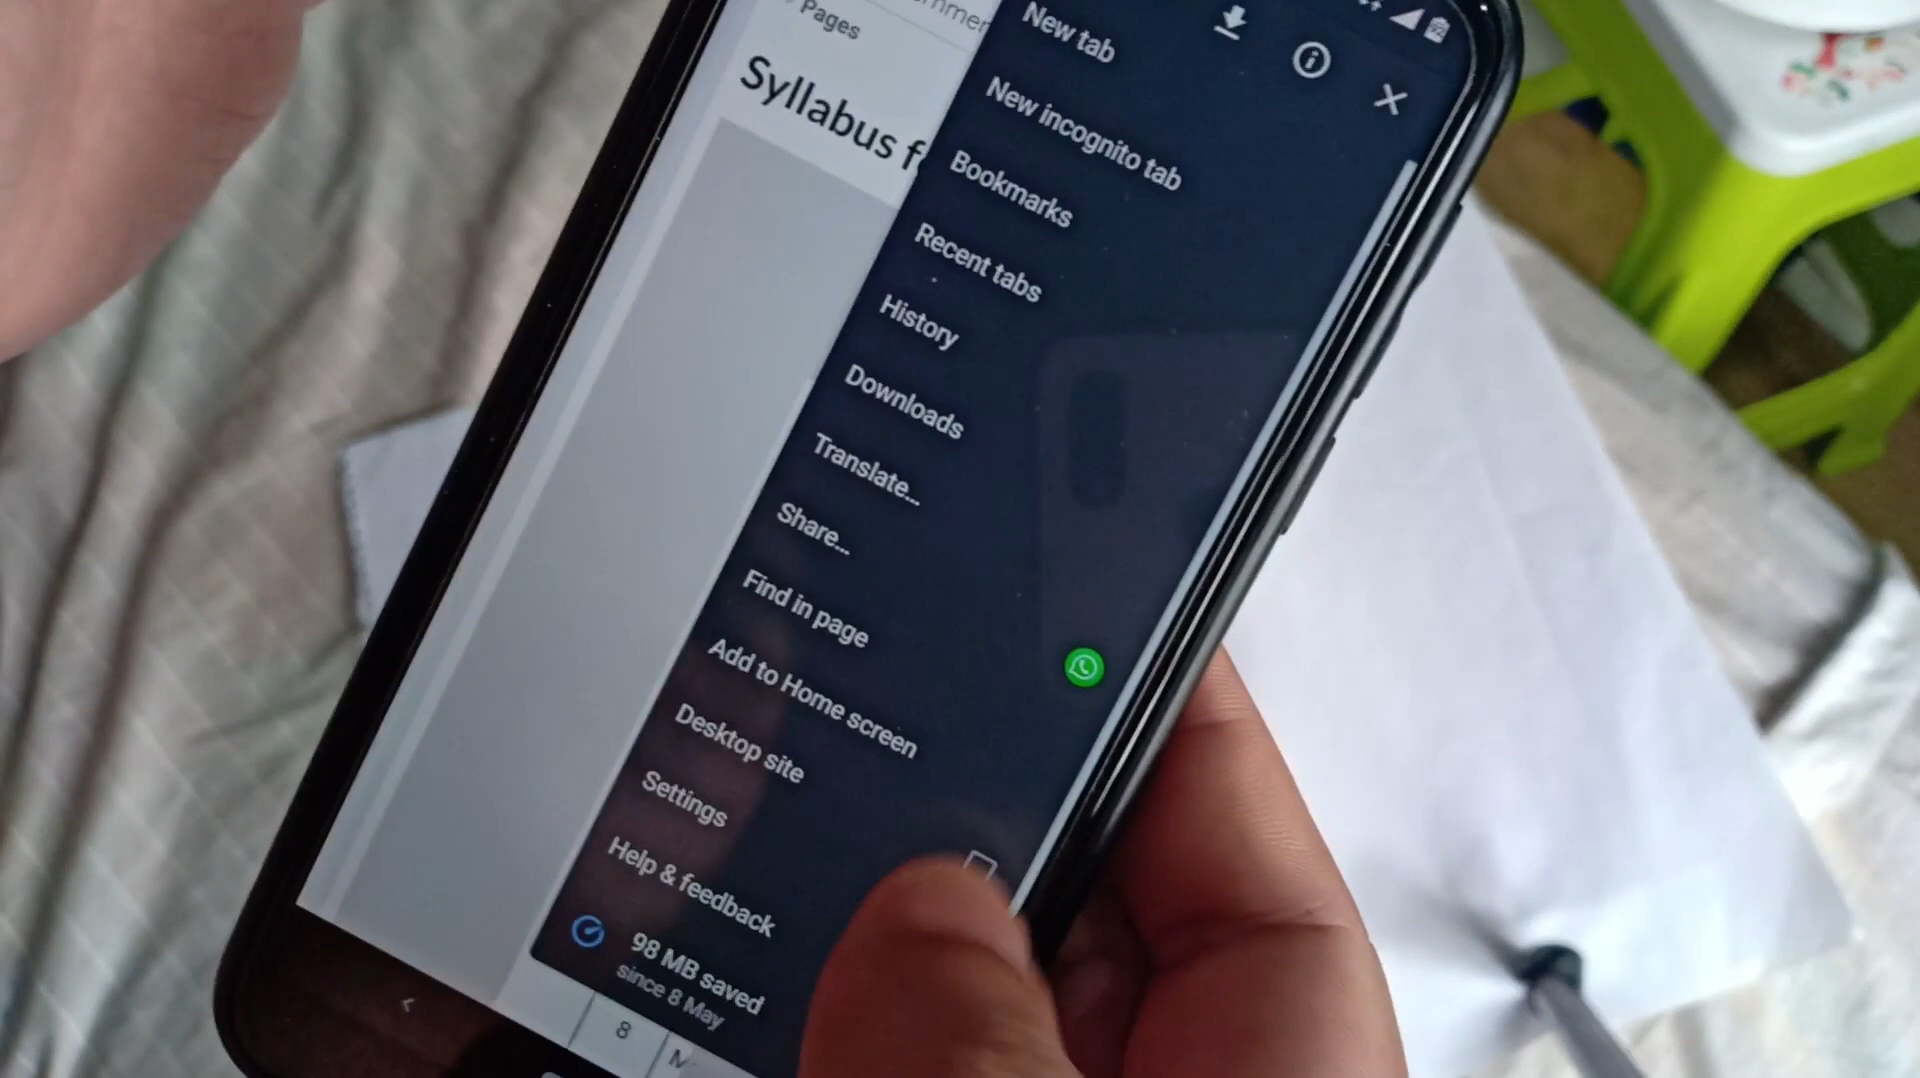 Pages
Syllabus f
New tab
New incognito tab
Bookmarks
Recent tabs
History
Downloads
Translate...
Share...
Find in page
Add to Home screen
Desktop site
Settings
Help & feedback
98 MB saved
since 8 May
8